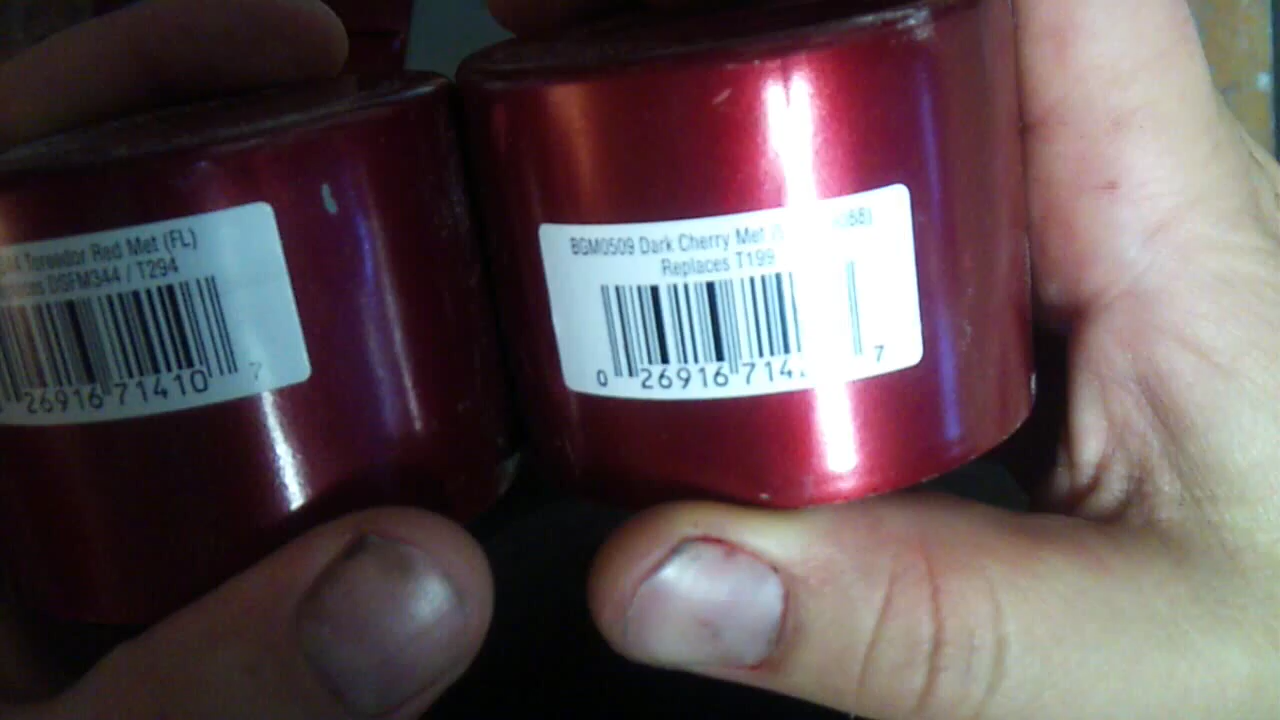 Toreador Red Met (FL)
DSFM344 / T294
26916 71410 7
BGM0509 Dark Cherry Met
Replaces T199
0 26916 714 7